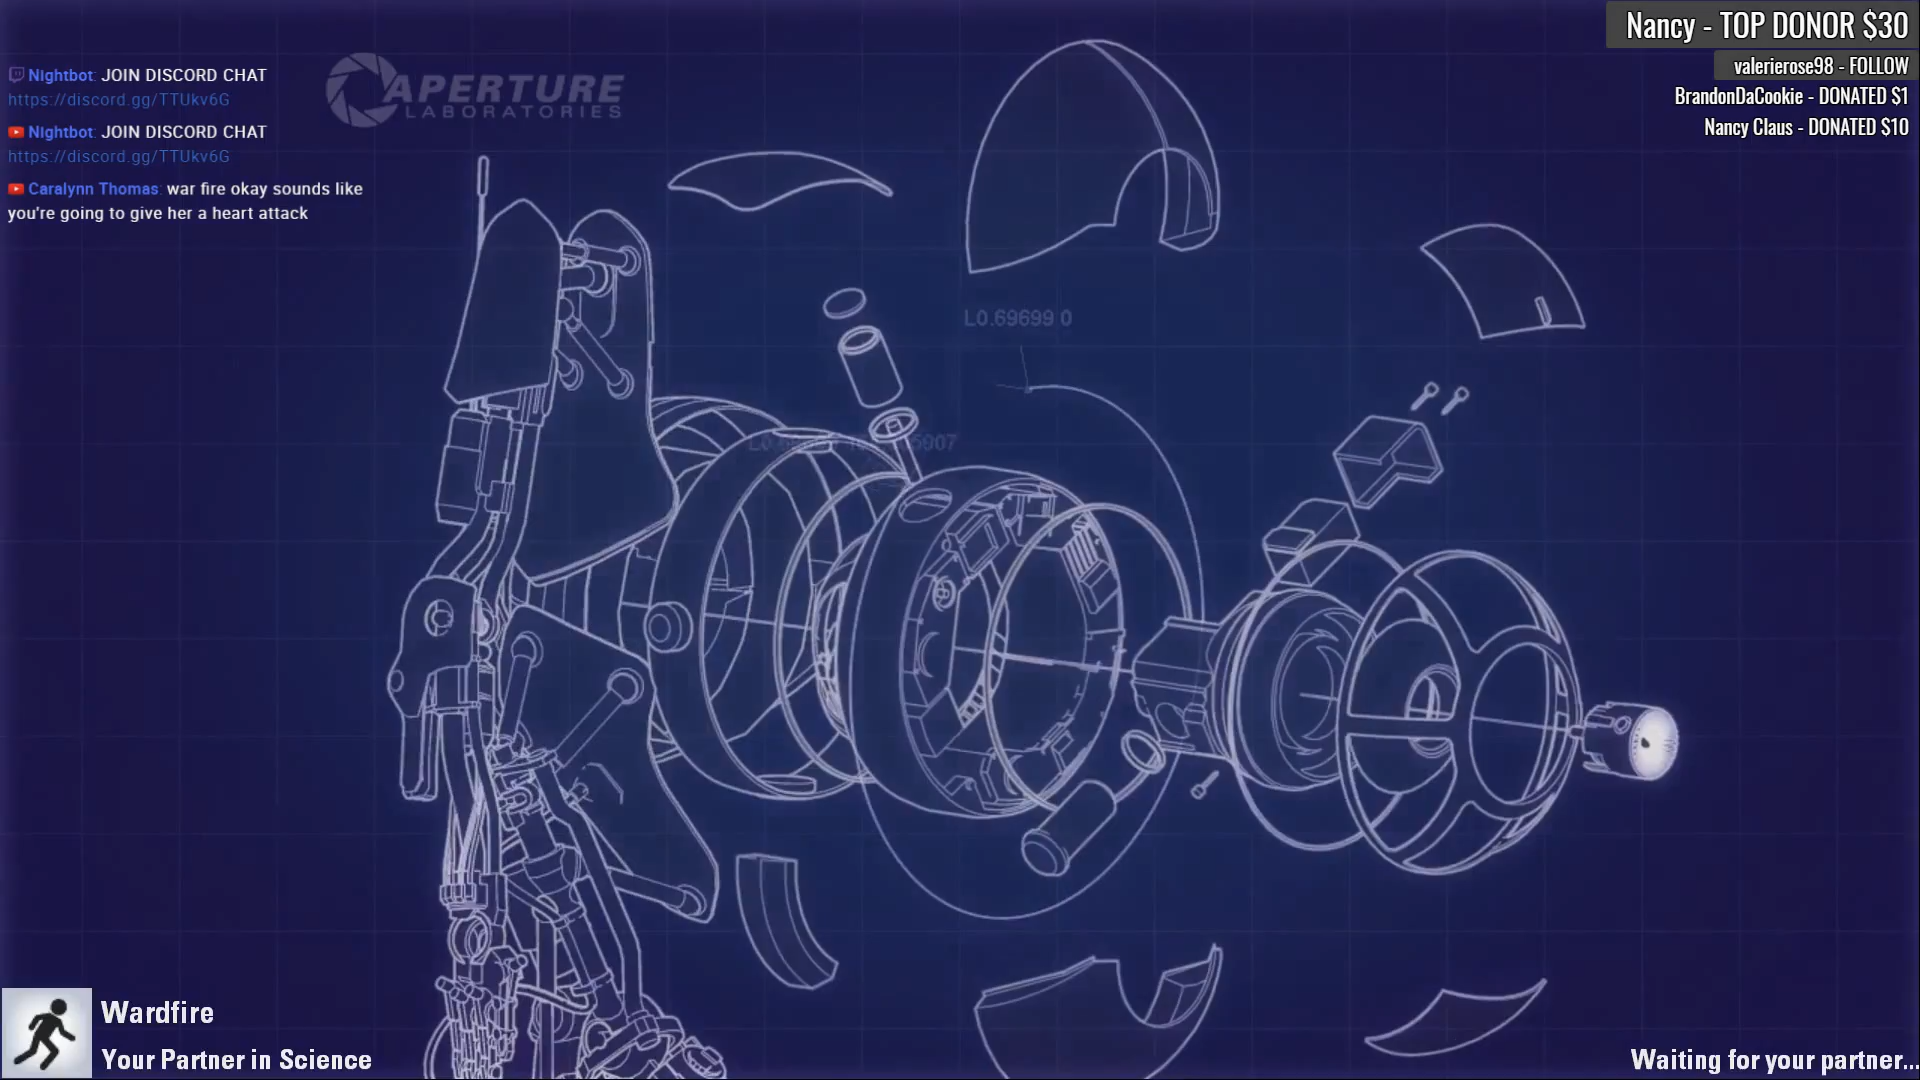 Nightbot: JOIN DISCORD CHAT
https://discord.gg/TTUkv6G
Nightbot: JOIN DISCORD CHAT
https://discord.gg/TTUkv6G
Caralynn Thomas: war fire okay sounds like
you're going to give her a heart attack
APERTURE
LABORATORIES
Nancy - TOP DONOR $30
valerierose98 - FOLLOW
BrandonDaCookie - DONATED $1
Nancy Claus - DONATED $10
L0.69699 0
Wardfire
Your Partner in Science
Waiting for your partner...